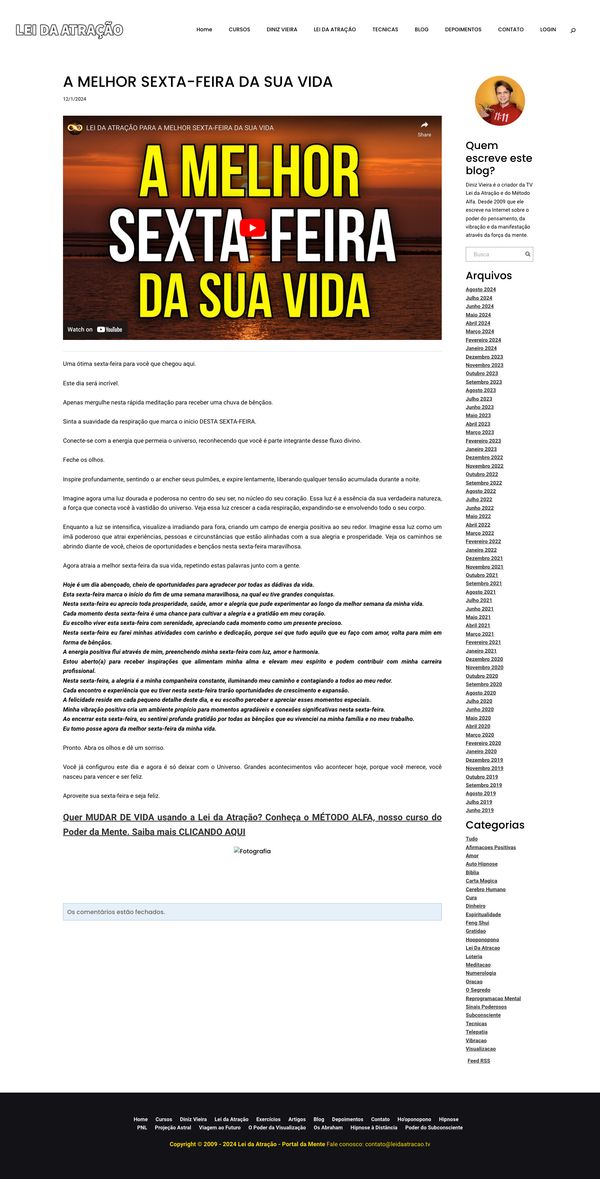 LEI DA ATRAÇÃO
Home CURSOS DINIZ VIEIRA LEI DA ATRAÇÃO TECNICAS BLOG DEPOIMENTOS CONTATO LOGIN
A MELHOR SEXTA-FEIRA DA SUA VIDA
12/1/2024
LEI DA ATRAÇÃO PARA A MELHOR SEXTA-FEIRA DA SUA VIDA
Share
A MELHOR
SEXTA-FEIRA
DA SUA VIDA
Watch on YouTube
Uma ótima sexta-feira para você que chegou aqui.
Este dia será incrível.
Apenas mergulhe nesta rápida meditação para receber uma chuva de bênçãos.
Sinta a suavidade da respiração que marca o início DESTA SEXTA-FEIRA.
Conecte-se com a energia que permeia o universo, reconhecendo que você é parte integrante desse fluxo divino.
Feche os olhos.
Inspire profundamente, sentindo o ar encher seus pulmões, e expire lentamente, liberando qualquer tensão acumulada durante a noite.
Imagine agora uma luz dourada e poderosa no centro do seu ser, no núcleo do seu coração. Essa luz é a essência da sua verdadeira natureza,
a força que conecta você à vastidão do universo. Veja essa luz crescer a cada respiração, expandindo-se e envolvendo todo o seu corpo.
Enquanto a luz se intensifica, visualize-a irradiando para fora, criando um campo de energia positiva ao seu redor. Imagine essa luz como um
ímã poderoso que atrai experiências, pessoas e circunstâncias que estão alinhadas com a sua alegria e prosperidade. Veja os caminhos se
abrindo diante de você, cheios de oportunidades e bençãos nesta sexta-feira maravilhosa.
Agora atraia a melhor sexta-feira da sua vida, repetindo estas palavras junto com a gente.
Hoje é um dia abençoado, cheio de oportunidades para agradecer por todas as dádivas da vida.
Esta sexta-feira marca o início do fim de uma semana maravilhosa, na qual eu tive grandes conquistas.
Nesta sexta-feira eu aprecio toda prosperidade, saúde, amor e alegria que pude experimentar ao longo da melhor semana da minha vida.
Cada momento desta sexta-feira é uma chance para cultivar a alegria e a gratidão em meu coração.
Eu escolho viver esta sexta-feira com serenidade, apreciando cada momento como um presente precioso.
Nesta sexta-feira eu farei minhas atividades com carinho e dedicação, porque sei que tudo aquilo que eu faço com amor, volta para mim em
forma de bênçãos.
A energia positiva flui através de mim, preenchendo minha sexta-feira com luz, amor e harmonia.
Estou aberto(a) para receber inspirações que alimentam minha alma e elevam meu espírito e podem contribuir com minha carreira
profissional.
Nesta sexta-feira, a alegria é a minha companheira constante, iluminando meu caminho e contagiando a todos ao meu redor.
Cada encontro e experiência que eu tiver nesta sexta-feira trarão oportunidades de crescimento e expansão.
A felicidade reside em cada pequeno detalhe deste dia, e eu escolho perceber e apreciar esses momentos especiais.
Minha vibração positiva cria um ambiente propício para momentos agradáveis e conexões significativas nesta sexta-feira.
Ao encerrar esta sexta-feira, eu sentirei profunda gratidão por todas as bênçãos que eu vivenciei na minha família e no meu trabalho.
Eu tomo posse agora da melhor sexta-feira da minha vida.
Pronto. Abra os olhos e dê um sorriso.
Você já configurou este dia e agora é só deixar com o Universo. Grandes acontecimentos vão acontecer hoje, porque você merece, você
nasceu para vencer e ser feliz.
Aproveite sua sexta-feira e seja feliz.
Quer MUDAR DE VIDA usando a Lei da Atração? Conheça o MÉTODO ALFA, nosso curso do
Poder da Mente. Saiba mais CLICANDO AQUI
Fotografia
Os comentários estão fechados.
11:11
Quem
escreve este
blog?
Diniz Vieira é o criador da TV
Lei da Atração e do Método
Alfa. Desde 2009 que ele
escreve na Internet sobre o
poder do pensamento, da
vibração e da manifestação
através da força da mente.
Busca
Arquivos
Agosto 2024
Julho 2024
Junho 2024
Maio 2024
Abril 2024
Março 2024
Fevereiro 2024
Janeiro 2024
Dezembro 2023
Novembro 2023
Outubro 2023
Setembro 2023
Agosto 2023
Julho 2023
Junho 2023
Maio 2023
Abril 2023
Março 2023
Fevereiro 2023
Janeiro 2023
Dezembro 2022
Novembro 2022
Outubro 2022
Setembro 2022
Agosto 2022
Julho 2022
Junho 2022
Maio 2022
Abril 2022
Março 2022
Fevereiro 2022
Janeiro 2022
Dezembro 2021
Novembro 2021
Outubro 2021
Setembro 2021
Agosto 2021
Julho 2021
Junho 2021
Maio 2021
Abril 2021
Março 2021
Fevereiro 2021
Janeiro 2021
Dezembro 2020
Novembro 2020
Outubro 2020
Setembro 2020
Agosto 2020
Julho 2020
Junho 2020
Maio 2020
Abril 2020
Março 2020
Fevereiro 2020
Janeiro 2020
Dezembro 2019
Novembro 2019
Outubro 2019
Setembro 2019
Agosto 2019
Julho 2019
Junho 2019
Categorias
Tudo
Afirmacoes Positivas
Amor
Auto Hipnose
Bíblia
Carta Magica
Cerebro Humano
Cura
Dinheiro
Espiritualidade
Feng Shui
Gratidao
Hooponopono
Lei Da Atracao
Loteria
Meditacao
Numerologia
Oracao
O Segredo
Reprogramacao Mental
Sinais Poderosos
Subconsciente
Tecnicas
Telepatia
Vibracao
Visualizacao
Feed RSS
Home Cursos Diniz Vieira Lei da Atração Exercícios Artigos Blog Depoimentos Contato Ho'oponopono Hipnose
PNL Projeção Astral Viagem ao Futuro O Poder da Visualização Os Abraham Hipnose à Distância Poder do Subconsciente
Copyright © 2009 - 2024 Lei da Atração - Portal da Mente Fale conosco: contato@leidaatracao.tv